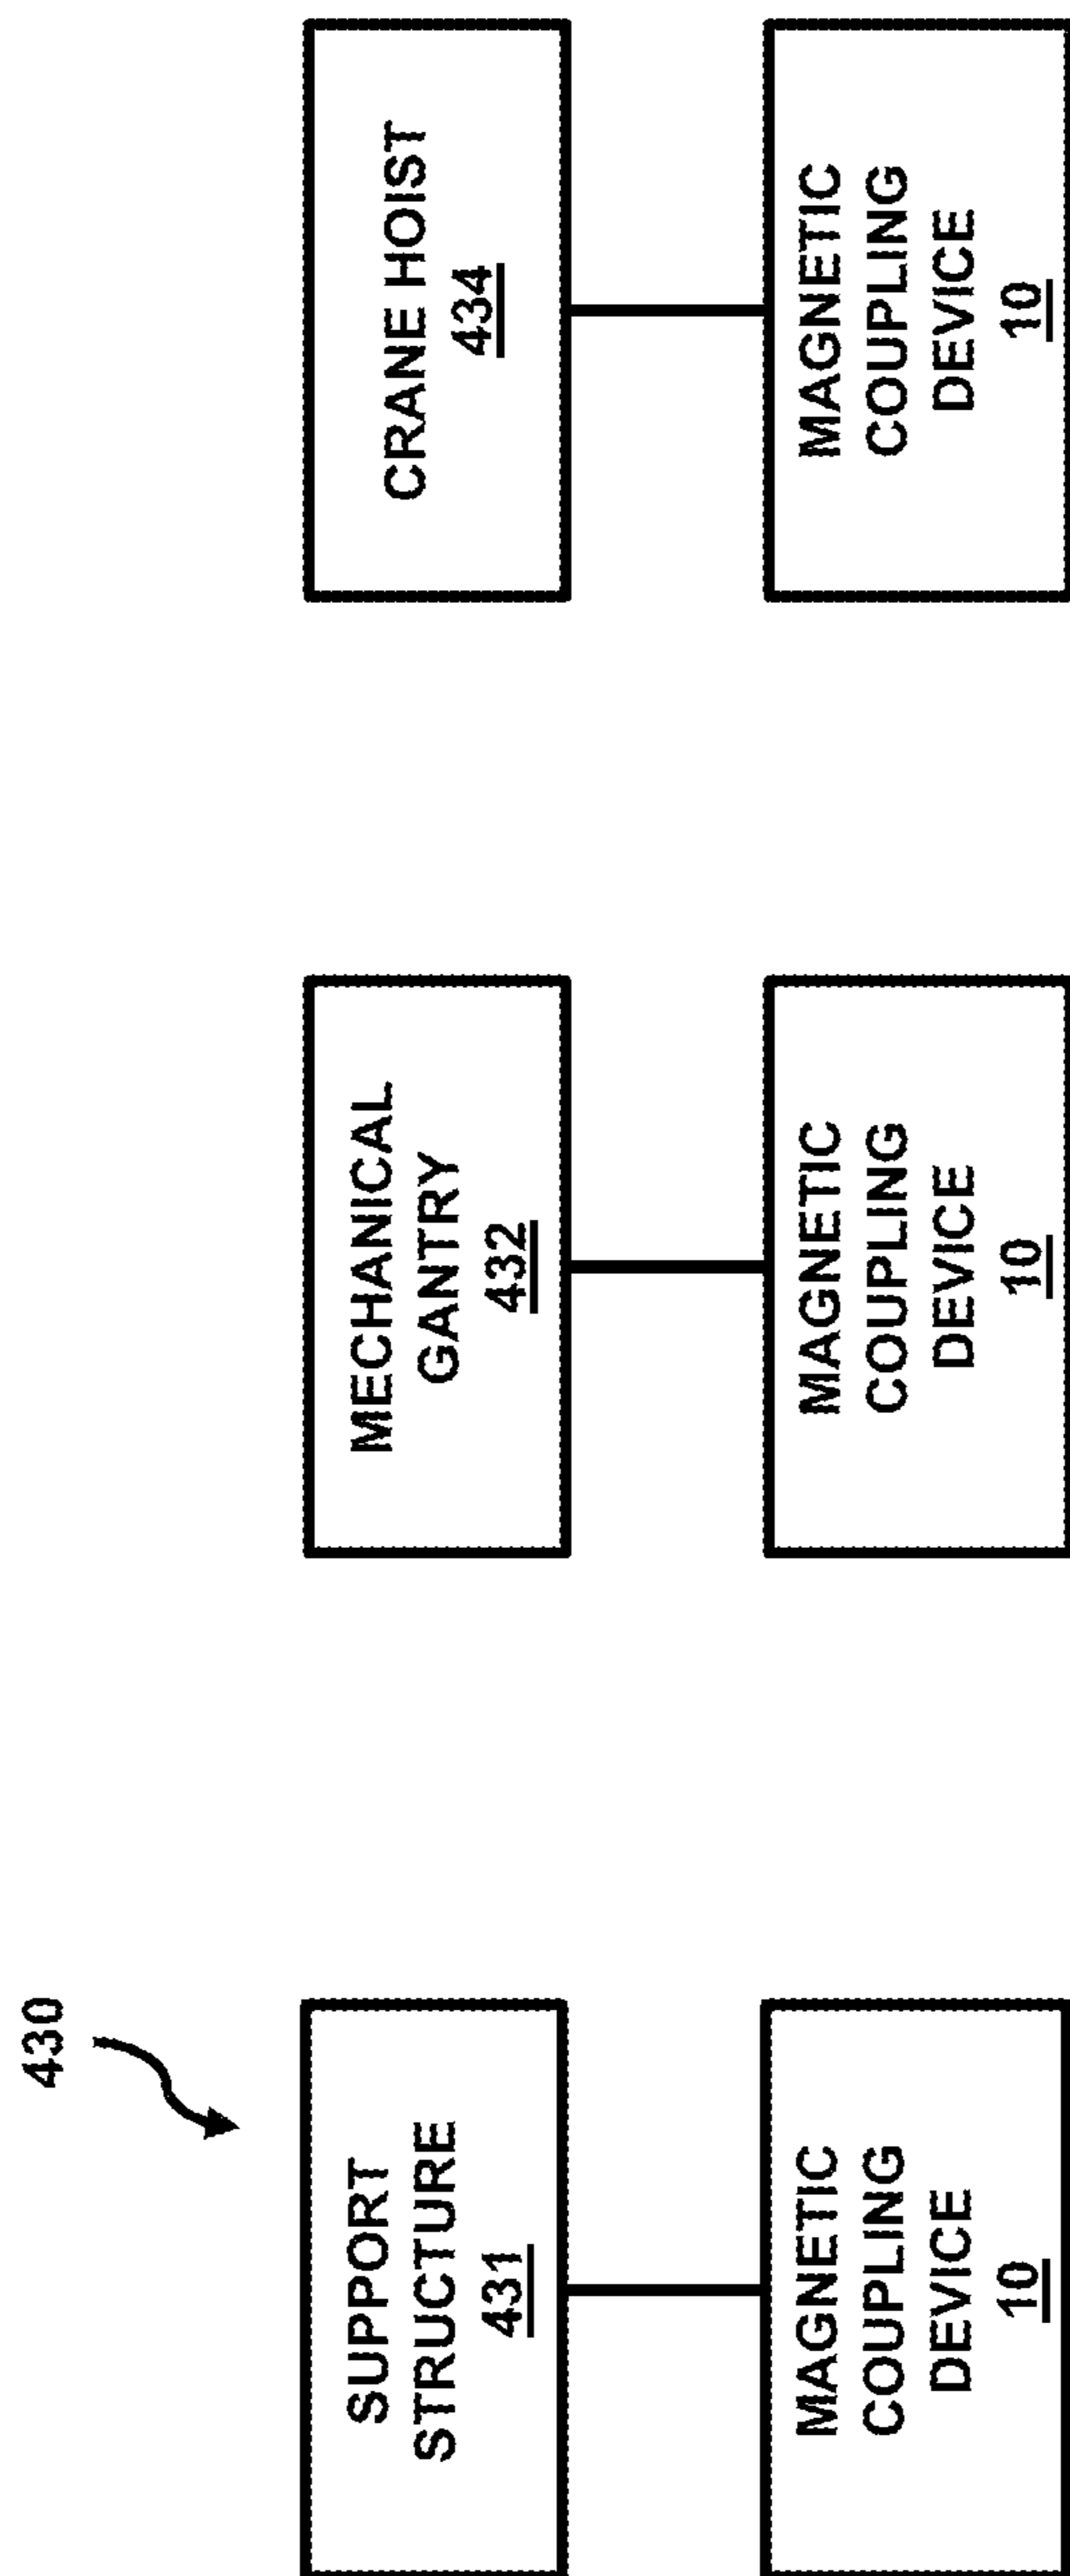 430
SUPPORT
STRUCTURE
431
MAGNETIC
COUPLING
DEVICE
10
MECHANICAL
GANTRY
432
MAGNETIC
COUPLING
DEVICE
10
CRANE HOIST
434
MAGNETIC
COUPLING
DEVICE
10